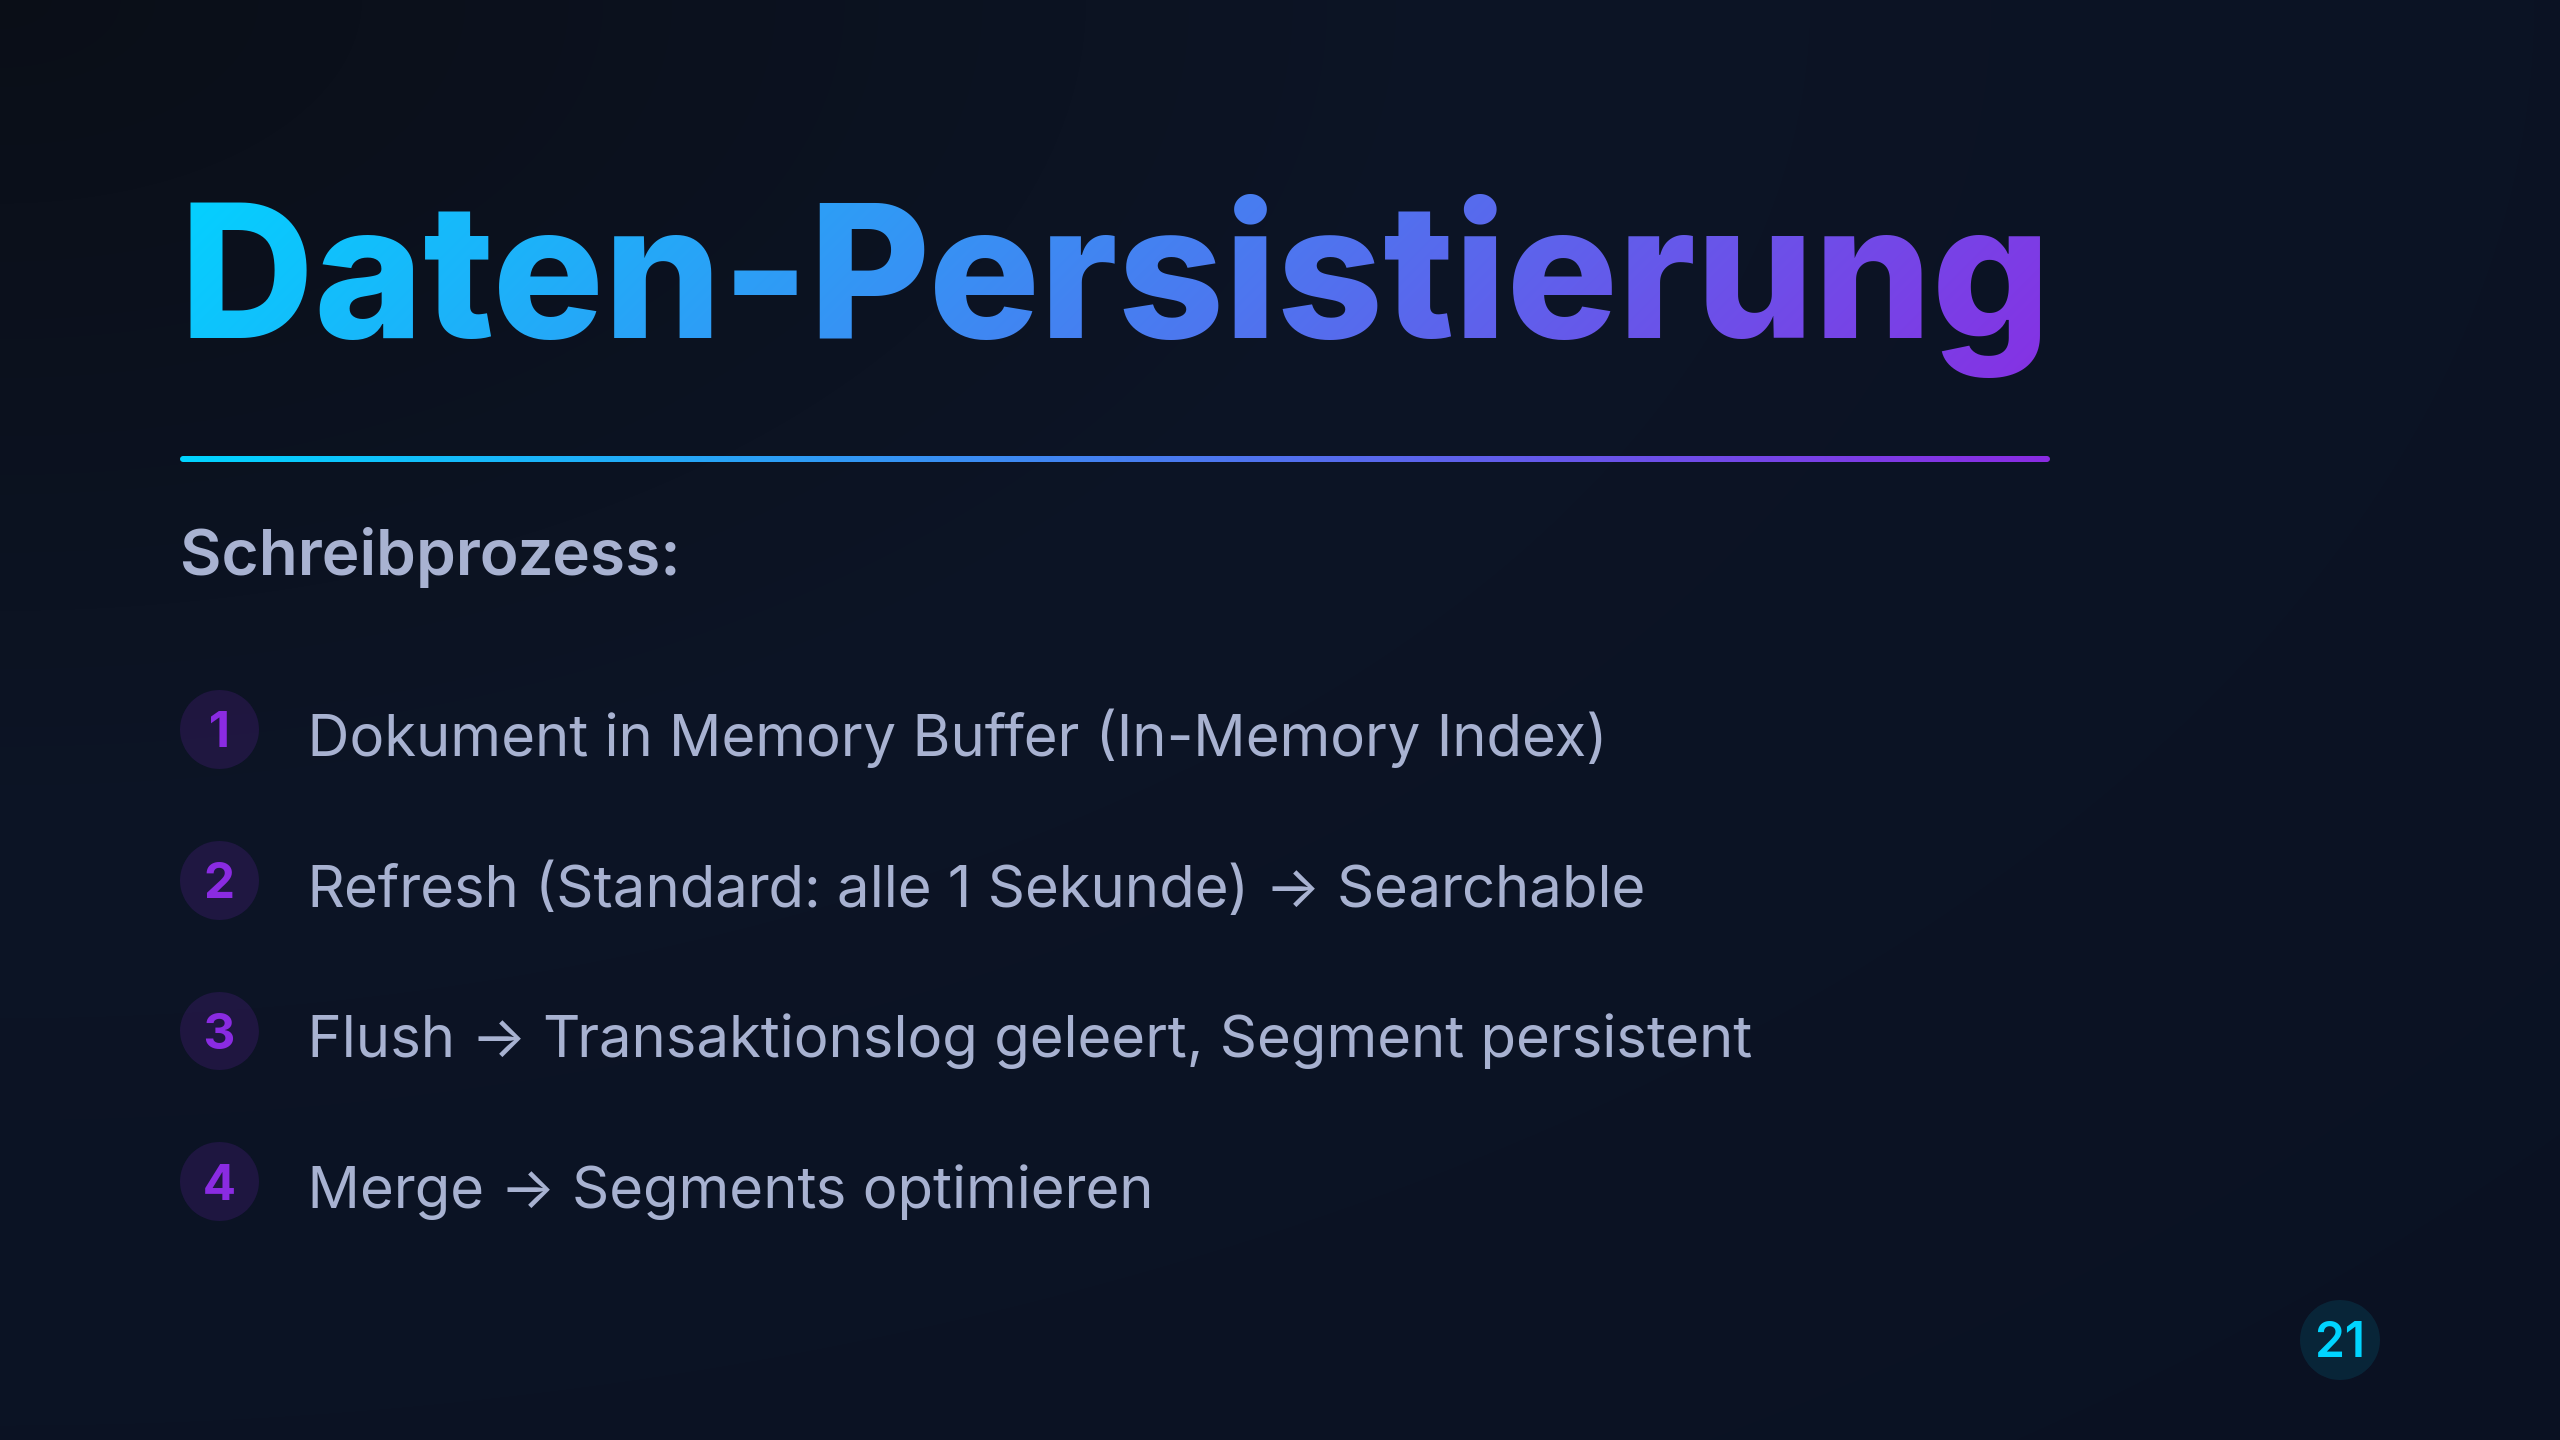 Daten-Persistierung
Schreibprozess:
1 Dokument in Memory Buffer (In-Memory Index)
2 Refresh (Standard: alle 1 Sekunde) → Searchable
3 Flush → Transaktionslog geleert, Segment persistent
4 Merge → Segments optimieren
21